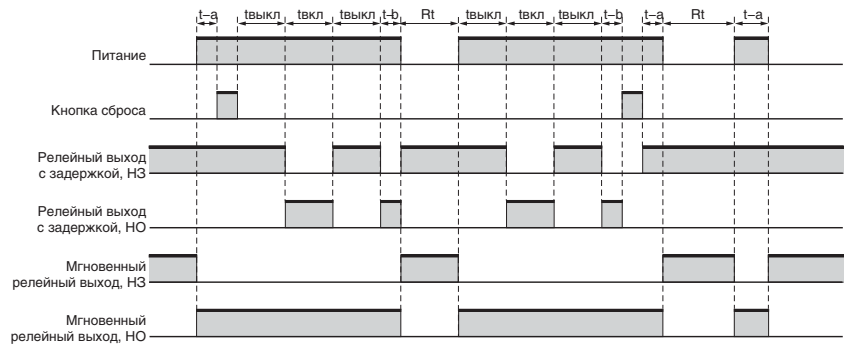 t–a tвыкл tвкл tвыкл t–b Rt tвыкл tвкл tвыкл t–b t–a Rt t–a
Питание
Кнопка сброса
Релейный выход
с задержкой, НЗ
Релейный выход
с задержкой, НО
Мгновенный
релейный выход, НЗ
Мгновенный
релейный выход, НО